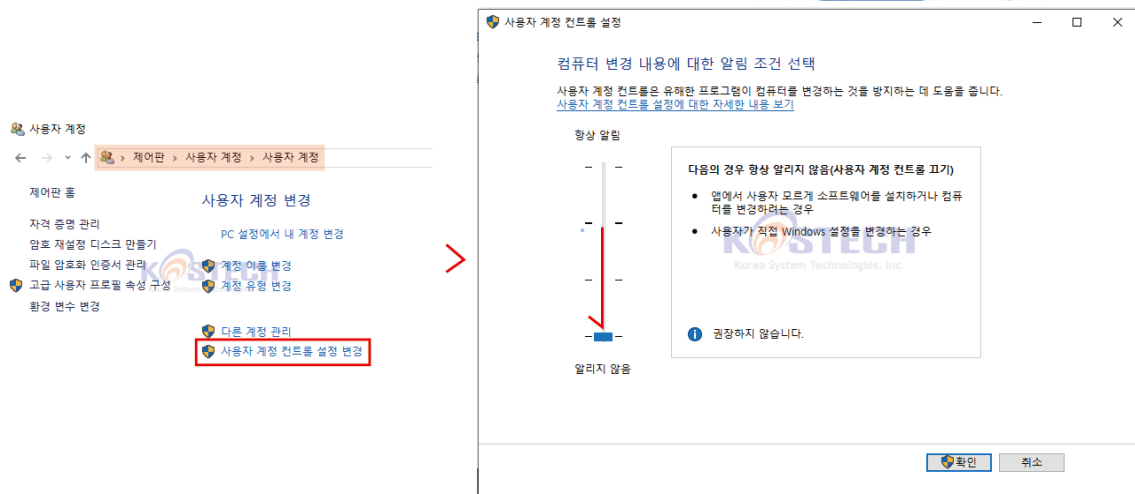 사용자 계정
제어판 > 사용자 계정 > 사용자 계정
제어판 홈
자격 증명 관리
암호 재설정 디스크 만들기
파일 암호화 인증서 관리
고급 사용자 프로필 속성 구성
환경 변수 변경
사용자 계정 변경
PC 설정에서 내 계정 변경
계정 이름 변경
계정 유형 변경
다른 계정 관리
사용자 계정 컨트롤 설정 변경
KOSTECH
사용자 계정 컨트롤 설정
컴퓨터 변경 내용에 대한 알림 조건 선택
사용자 계정 컨트롤은 유해한 프로그램이 컴퓨터를 변경하는 것을 방지하는 데 도움을 줍니다.
사용자 계정 컨트롤 설정에 대한 자세한 내용 보기
항상 알림
다음의 경우 항상 알리지 않음(사용자 계정 컨트롤 끄기)
• 앱에서 사용자 모르게 소프트웨어를 설치하거나 컴퓨
터를 변경하려는 경우
• 사용자가 직접 Windows 설정을 변경하는 경우
KOSTECH
Korea System Technologies. Inc.
권장하지 않습니다.
알리지 않음
확인
취소